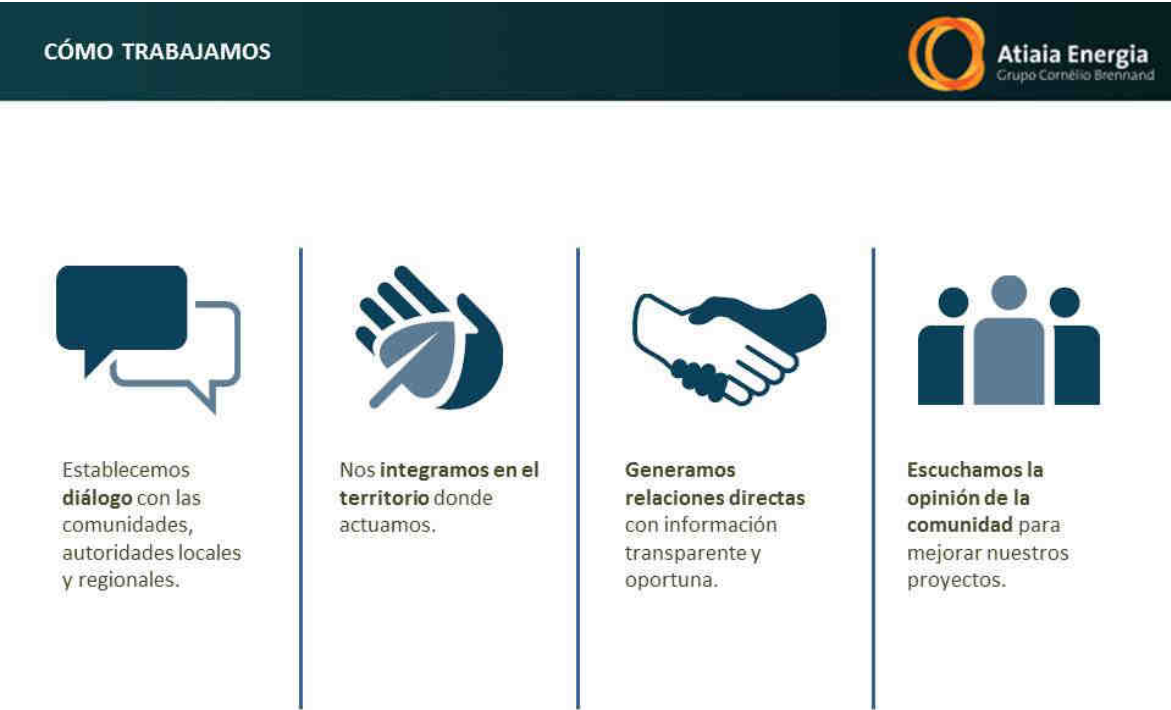 CÓMO TRABAJAMOS
Atiaia Energia
Grupo Cornélio Brennand
Establecemos
diálogo con las
comunidades,
autoridades locales
y regionales.
Nos integramos en el
territorio donde
actuamos.
Generamos
relaciones directas
con información
transparente y
oportuna.
Escuchamos la
opinión de la
comunidad para
mejorar nuestros
proyectos.